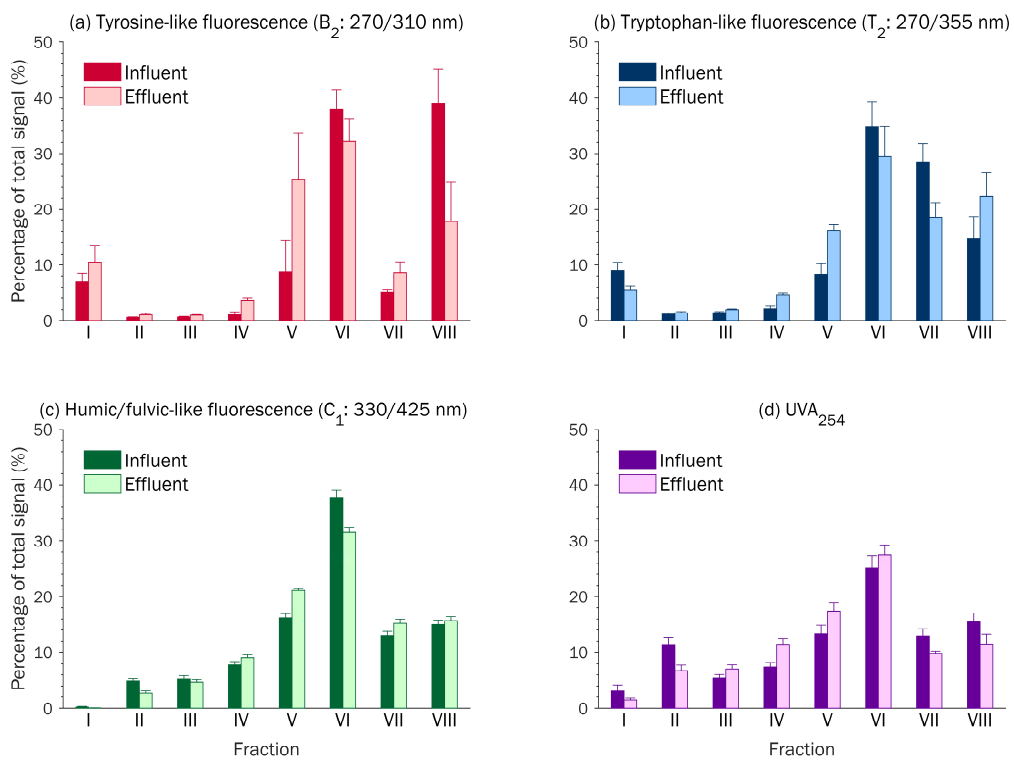 (a) Tyrosine-like fluorescence (B2: 270/310 nm)
Percentage of total signal (%)
50
40
30
20
10
0
Influent
Effluent
I II III IV V VI VII VIII
(b) Tryptophan-like fluorescence (T2: 270/355 nm)
50
40
30
20
10
0
Influent
Effluent
I II III IV V VI VII VIII
(c) Humic/fulvic-like fluorescence (C1: 330/425 nm)
Percentage of total signal (%)
50
40
30
20
10
0
Influent
Effluent
I II III IV V VI VII VIII
Fraction
(d) UVA254
50
40
30
20
10
0
Influent
Effluent
I II III IV V VI VII VIII
Fraction